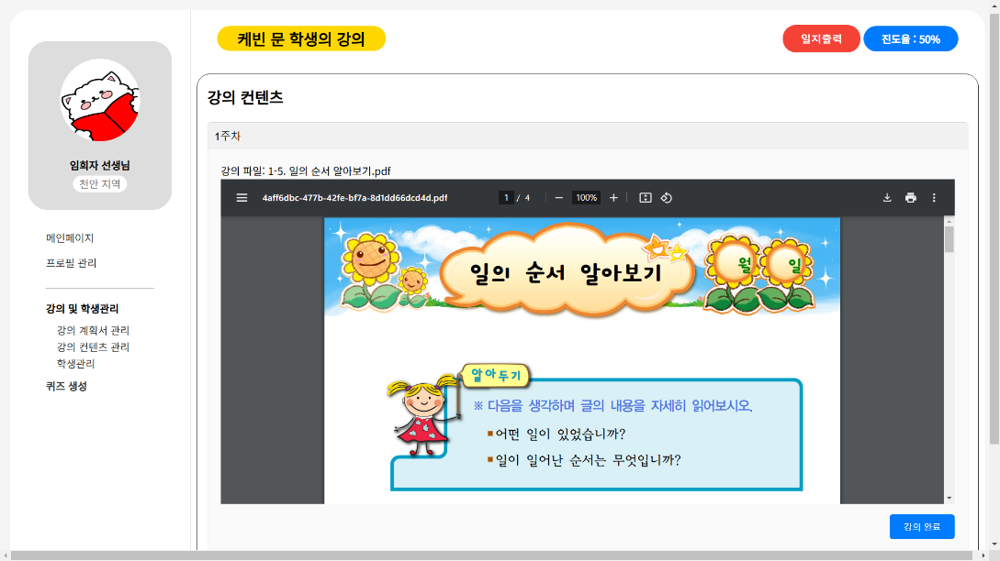 케빈 문 학생의 강의
일지출력
진도율 : 50%
임희자 선생님
천안 지역
메인페이지
프로필 관리
강의 및 학생관리
강의 계획서 관리
강의 컨텐츠 관리
학생관리
퀴즈 생성
강의 컨텐츠
1주차
강의 파일: 1-5. 일의 순서 알아보기.pdf
4aff6dbc-477b-42fe-bf7a-8d1dd66dcd4d.pdf
1 / 4
100%
일의 순서 알아보기
월 일
알아두기
※ 다음을 생각하며 글의 내용을 자세히 읽어보시오.
어떤 일이 있었습니까?
일이 일어난 순서는 무엇입니까?
강의 완료